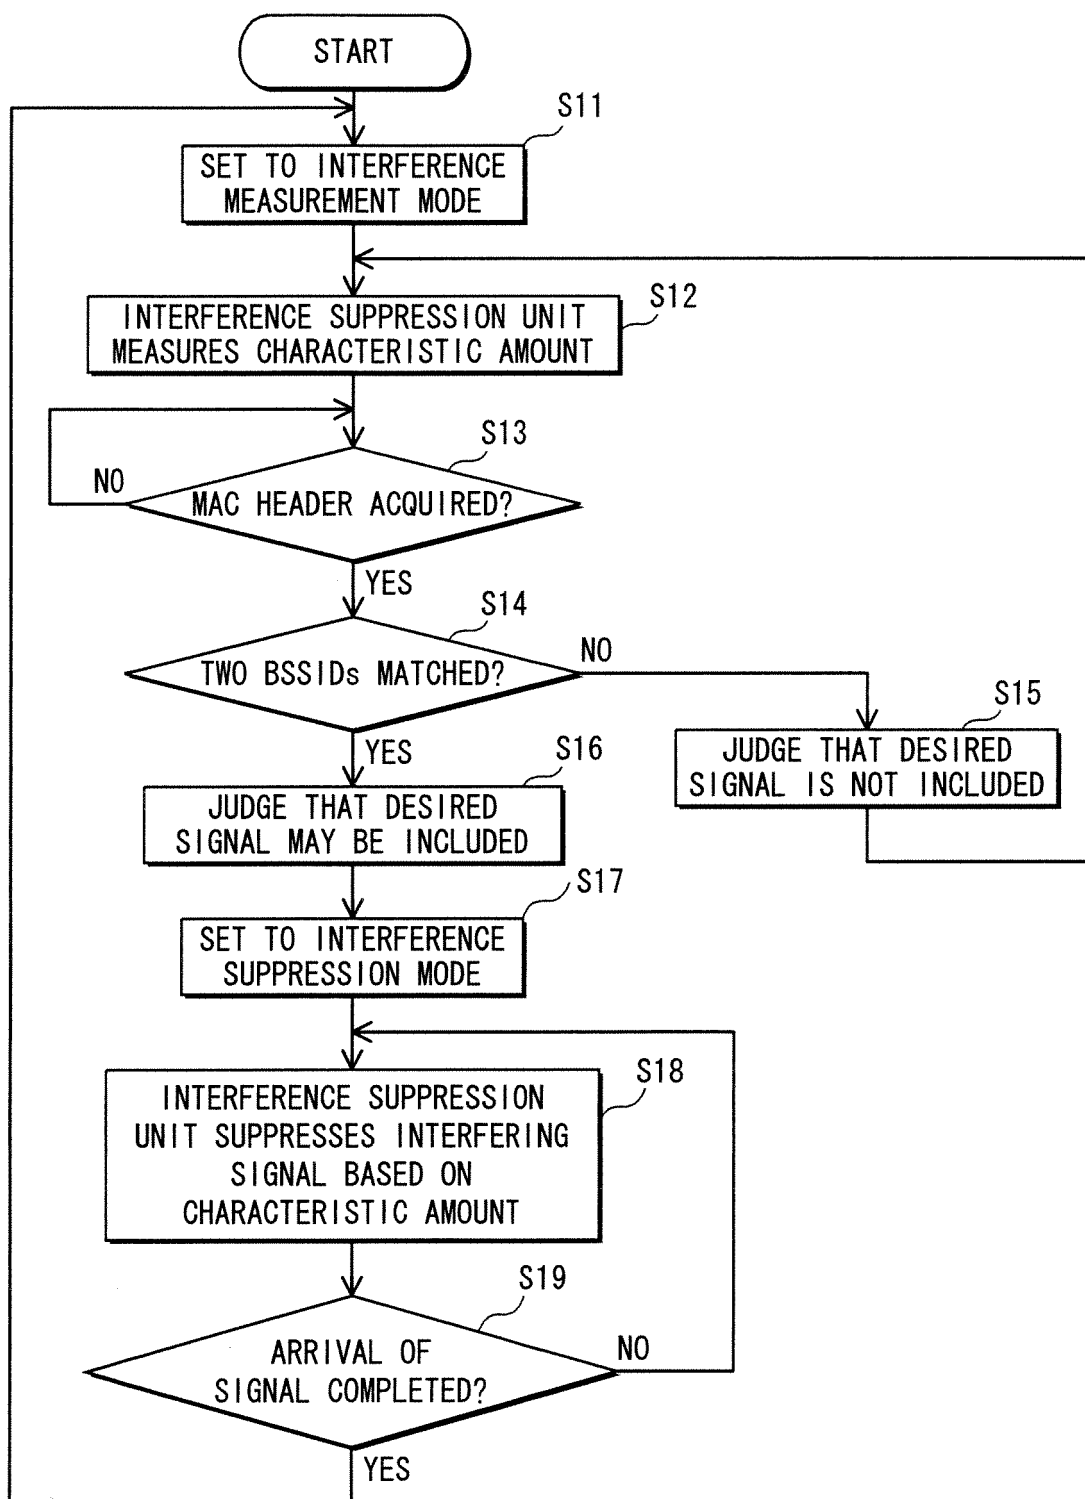 START
S11
SET TO INTERFERENCE
MEASUREMENT MODE
S12
INTERFERENCE SUPPRESSION UNIT
MEASURES CHARACTERISTIC AMOUNT
S13
NO
MAC HEADER ACQUIRED?
YES
S14
NO
TWO BSSIDs MATCHED?
YES
S15
JUDGE THAT DESIRED
SIGNAL IS NOT INCLUDED
S16
JUDGE THAT DESIRED
SIGNAL MAY BE INCLUDED
S17
SET TO INTERFERENCE
SUPPRESSION MODE
S18
INTERFERENCE SUPPRESSION
UNIT SUPPRESSES INTERFERING
SIGNAL BASED ON
CHARACTERISTIC AMOUNT
S19
NO
ARRIVAL OF
SIGNAL COMPLETED?
YES